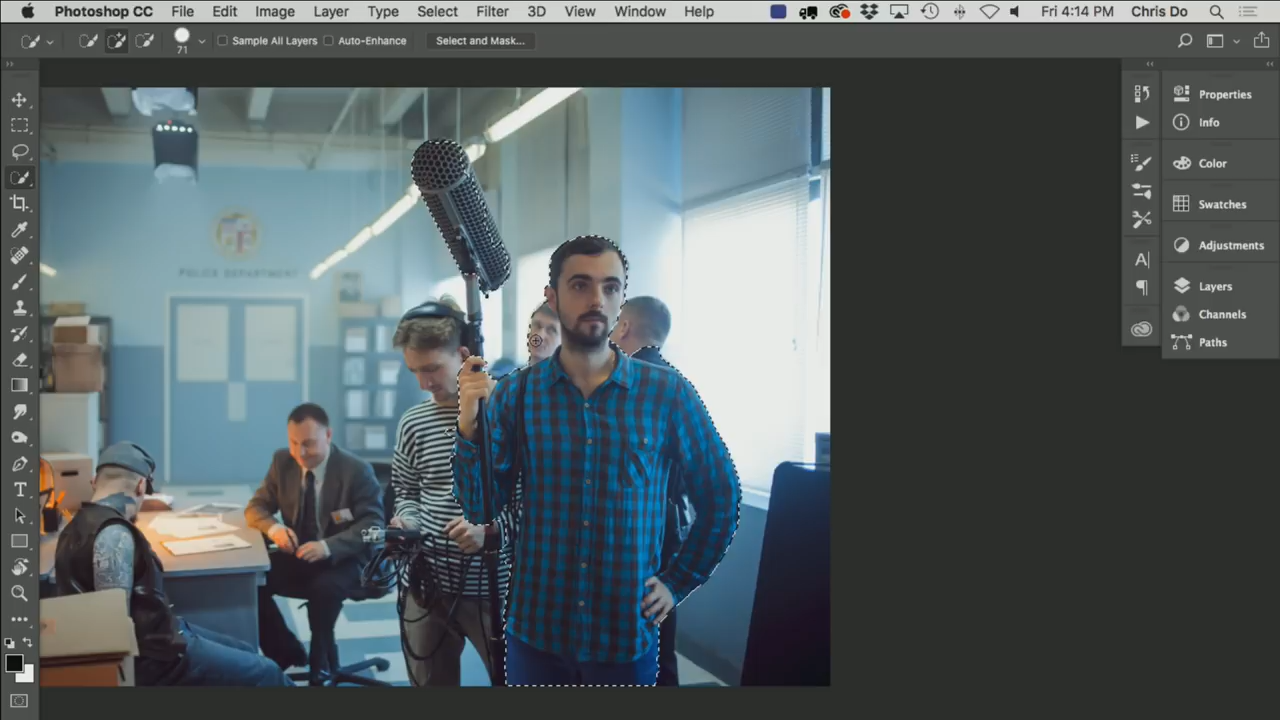 Photoshop CC File Edit Image Layer Type Select Filter 3D View Window Help Fri 4:14 PM Chris Do
71 Sample All Layers Auto-Enhance Select and Mask...
Properties
Info
Color
Swatches
Adjustments
Layers
Channels
Paths
POLICE DEPARTMENT